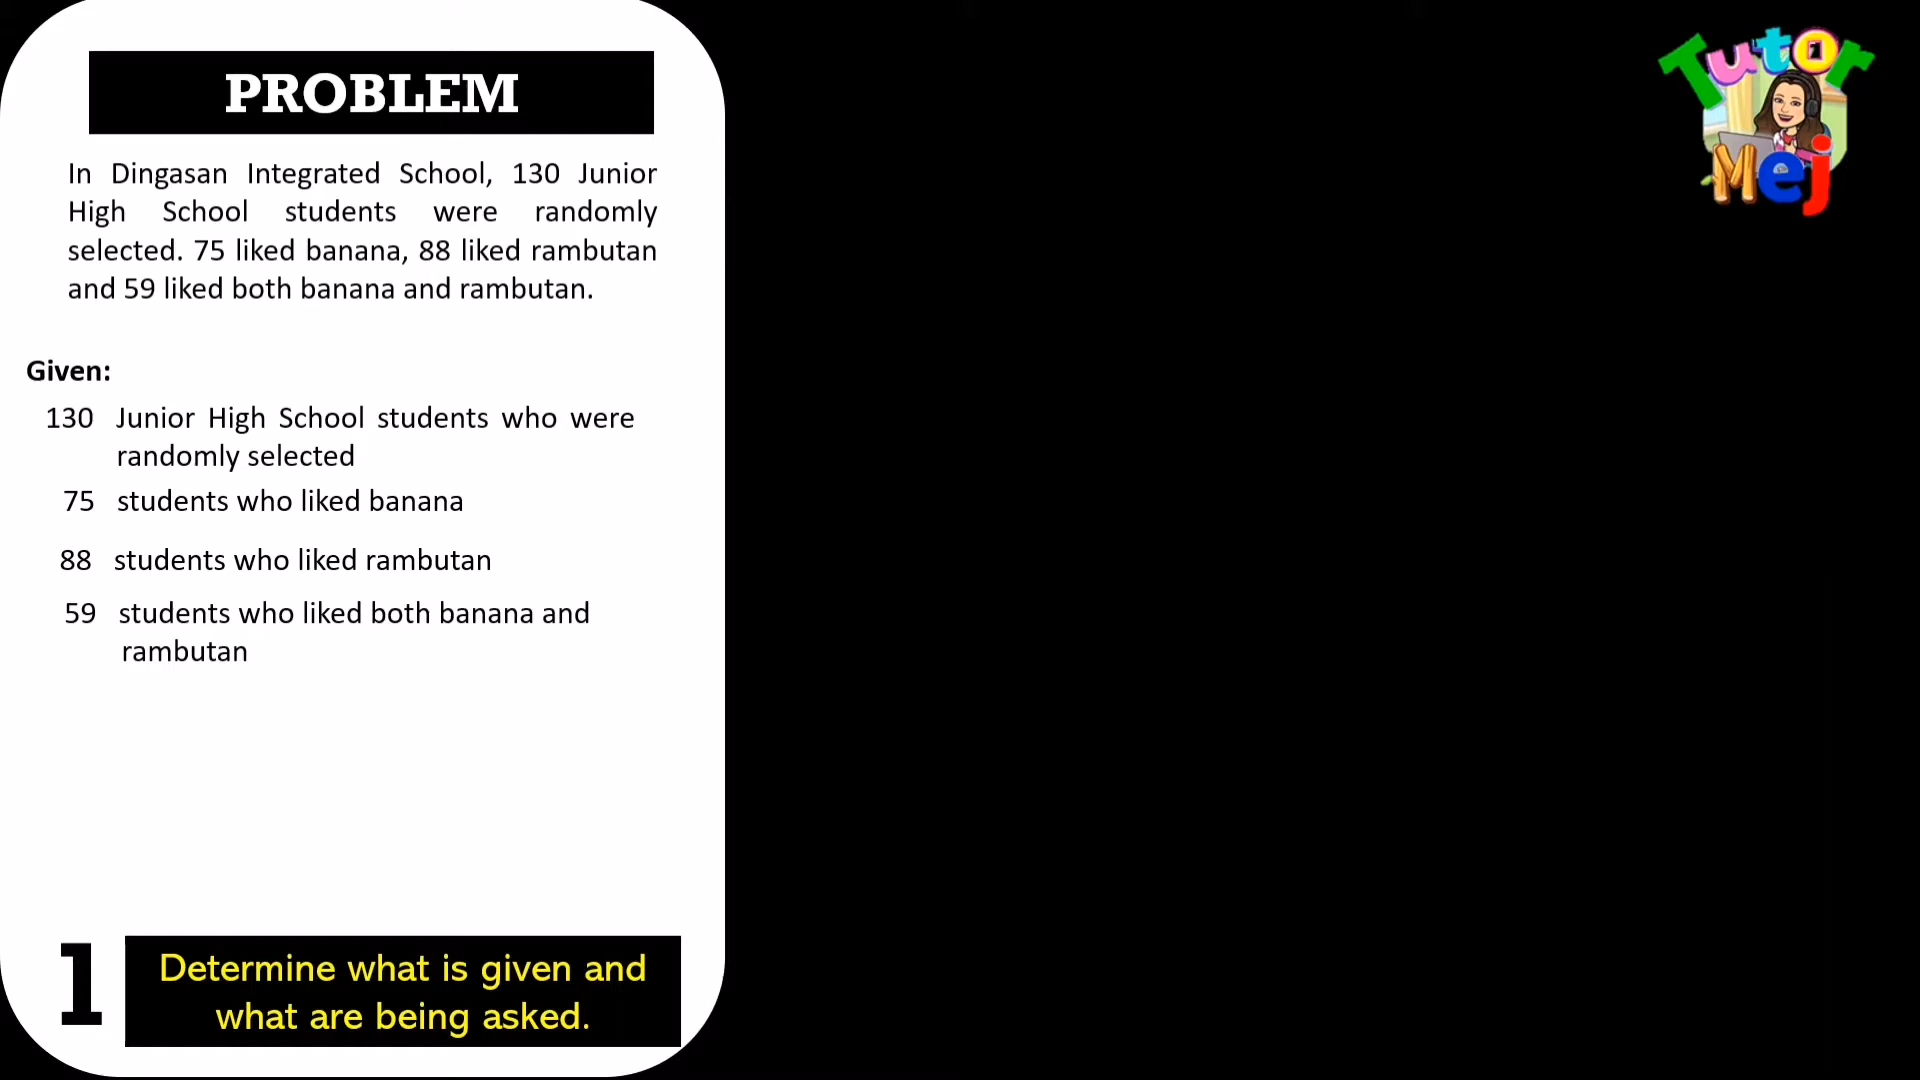 PROBLEM
In Dingasan Integrated School, 130 Junior
High School students were randomly
selected. 75 liked banana, 88 liked rambutan
and 59 liked both banana and rambutan.
Given:
130 Junior High School students who were
randomly selected
75 students who liked banana
88 students who liked rambutan
59 students who liked both banana and
rambutan
1
Determine what is given and
what are being asked.
Tutor
Mej